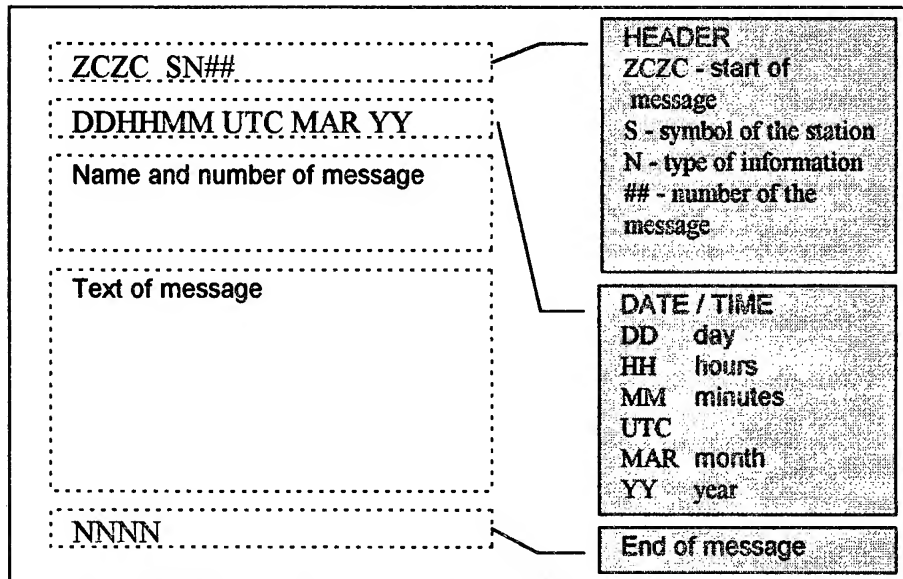 ZCZC SN##
DDHHMM UTC MAR YY
Name and number of message
Text of message
NNNN
HEADER
ZCZC - start of
message
S - symbol of the station
N - type of information
## - number of the
message
DATE / TIME
DD day
HH hours
MM minutes
UTC
MAR month
YY year
End of message